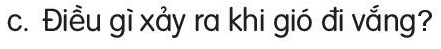 c. Điều gì xảy ra khi gió đi vắng?